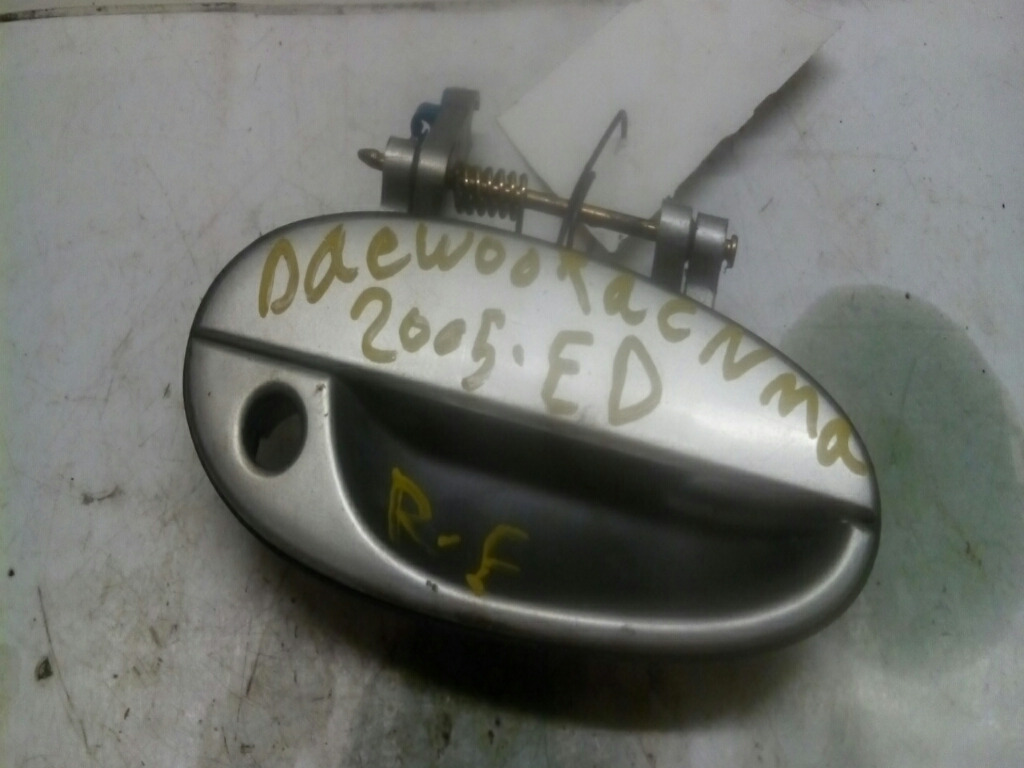 Daewoo TacNma
2005. ED
R-f